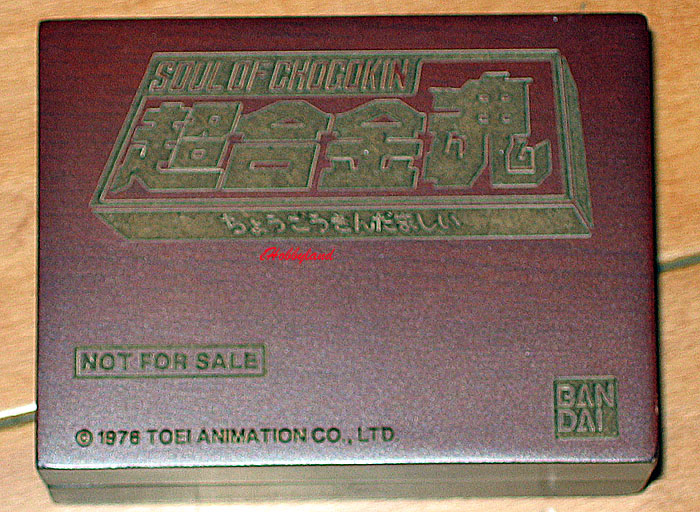 SOUL OF CHOGOKIN
超合金魂
ちょうごうきんだましい
Hobbyland
NOT FOR SALE
BAN
DAI
© 1976 TOEI ANIMATION CO., LTD